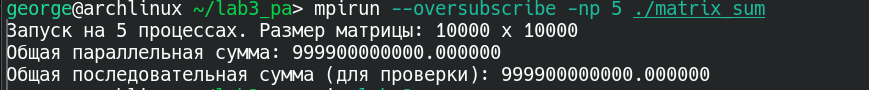 george@archlinux ~/lab3_pa> mpirun --oversubscribe -np 5 ./matrix_sum
Запуск на 5 процессах. Размер матрицы: 10000 x 10000
Общая параллельная сумма: 999900000000.000000
Общая последовательная сумма (для проверки): 999900000000.000000